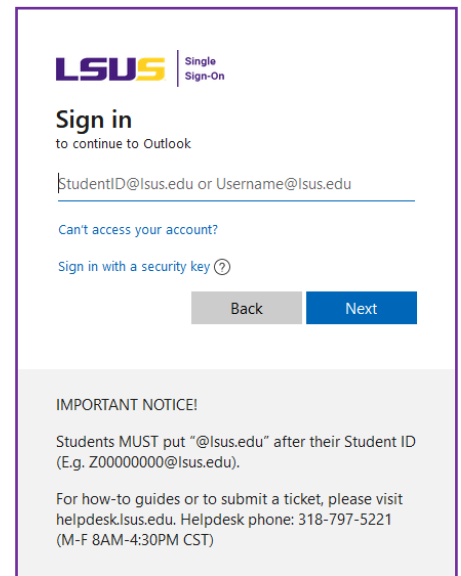 LSUS Single
Sign-On
Sign in
to continue to Outlook
StudentID@lsus.edu or Username@lsus.edu
Can't access your account?
Sign in with a security key ?
Back Next
IMPORTANT NOTICE!
Students MUST put "@lsus.edu" after their Student ID
(E.g. Z00000000@lsus.edu).
For how-to guides or to submit a ticket, please visit
helpdesk.lsus.edu. Helpdesk phone: 318-797-5221
(M-F 8AM-4:30PM CST)